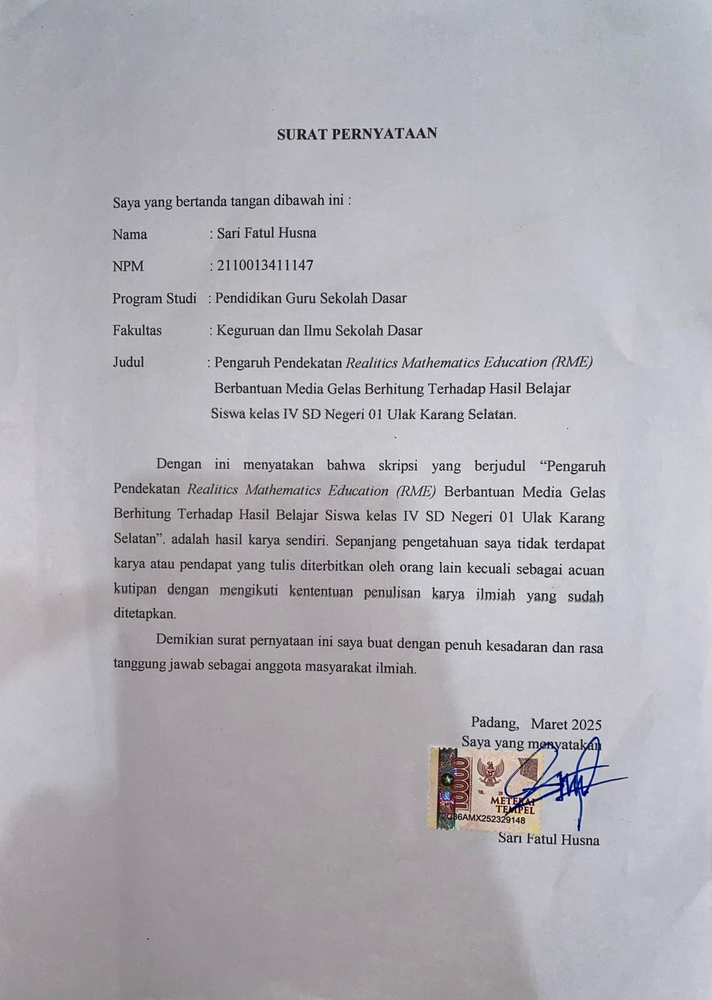 SURAT PERNYATAAN
Saya yang bertanda tangan dibawah ini :
Nama : Sari Fatul Husna
NPM : 2110013411147
Program Studi : Pendidikan Guru Sekolah Dasar
Fakultas : Keguruan dan Ilmu Sekolah Dasar
Judul : Pengaruh Pendekatan Realitics Mathematics Education (RME)
Berbantuan Media Gelas Berhitung Terhadap Hasil Belajar
Siswa kelas IV SD Negeri 01 Ulak Karang Selatan.
Dengan ini menyatakan bahwa skripsi yang berjudul “Pengaruh
Pendekatan Realitics Mathematics Education (RME) Berbantuan Media Gelas
Berhitung Terhadap Hasil Belajar Siswa kelas IV SD Negeri 01 Ulak Karang
Selatan”. adalah hasil karya sendiri. Sepanjang pengetahuan saya tidak terdapat
karya atau pendapat yang tulis diterbitkan oleh orang lain kecuali sebagai acuan
kutipan dengan mengikuti kententuan penulisan karya ilmiah yang sudah
ditetapkan.
Demikian surat pernyataan ini saya buat dengan penuh kesadaran dan rasa
tanggung jawab sebagai anggota masyarakat ilmiah.
Padang, Maret 2025
Saya yang menyatakan
10000
TGL. 20
METERAI
TEMPEL
Sari Fatul Husna